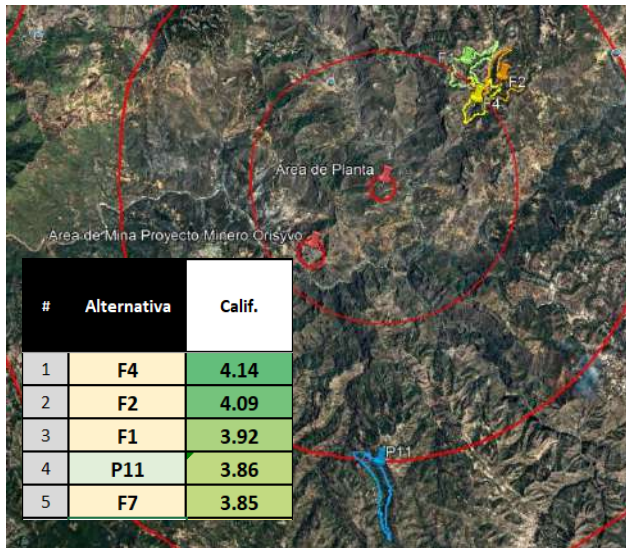 F2
F4
Área de Planta
Área de Mina Proyecto Minero Orisyvo
# Alternativa Calif.
1 F4 4.14
2 F2 4.09
3 F1 3.92
4 P11 3.86
5 F7 3.85
P11